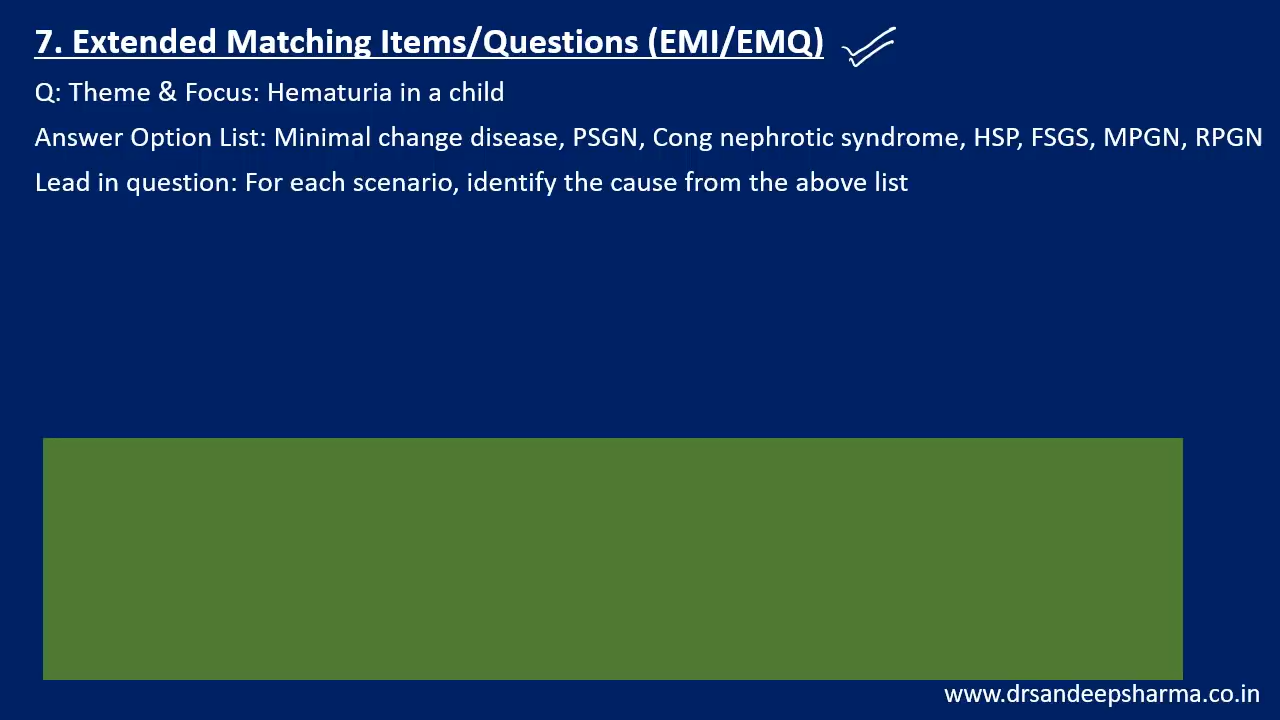 7. Extended Matching Items/Questions (EMI/EMQ)
Q: Theme & Focus: Hematuria in a child
Answer Option List: Minimal change disease, PSGN, Cong nephrotic syndrome, HSP, FSGS, MPGN, RPGN
Lead in question: For each scenario, identify the cause from the above list
www.drsandeepsharma.co.in